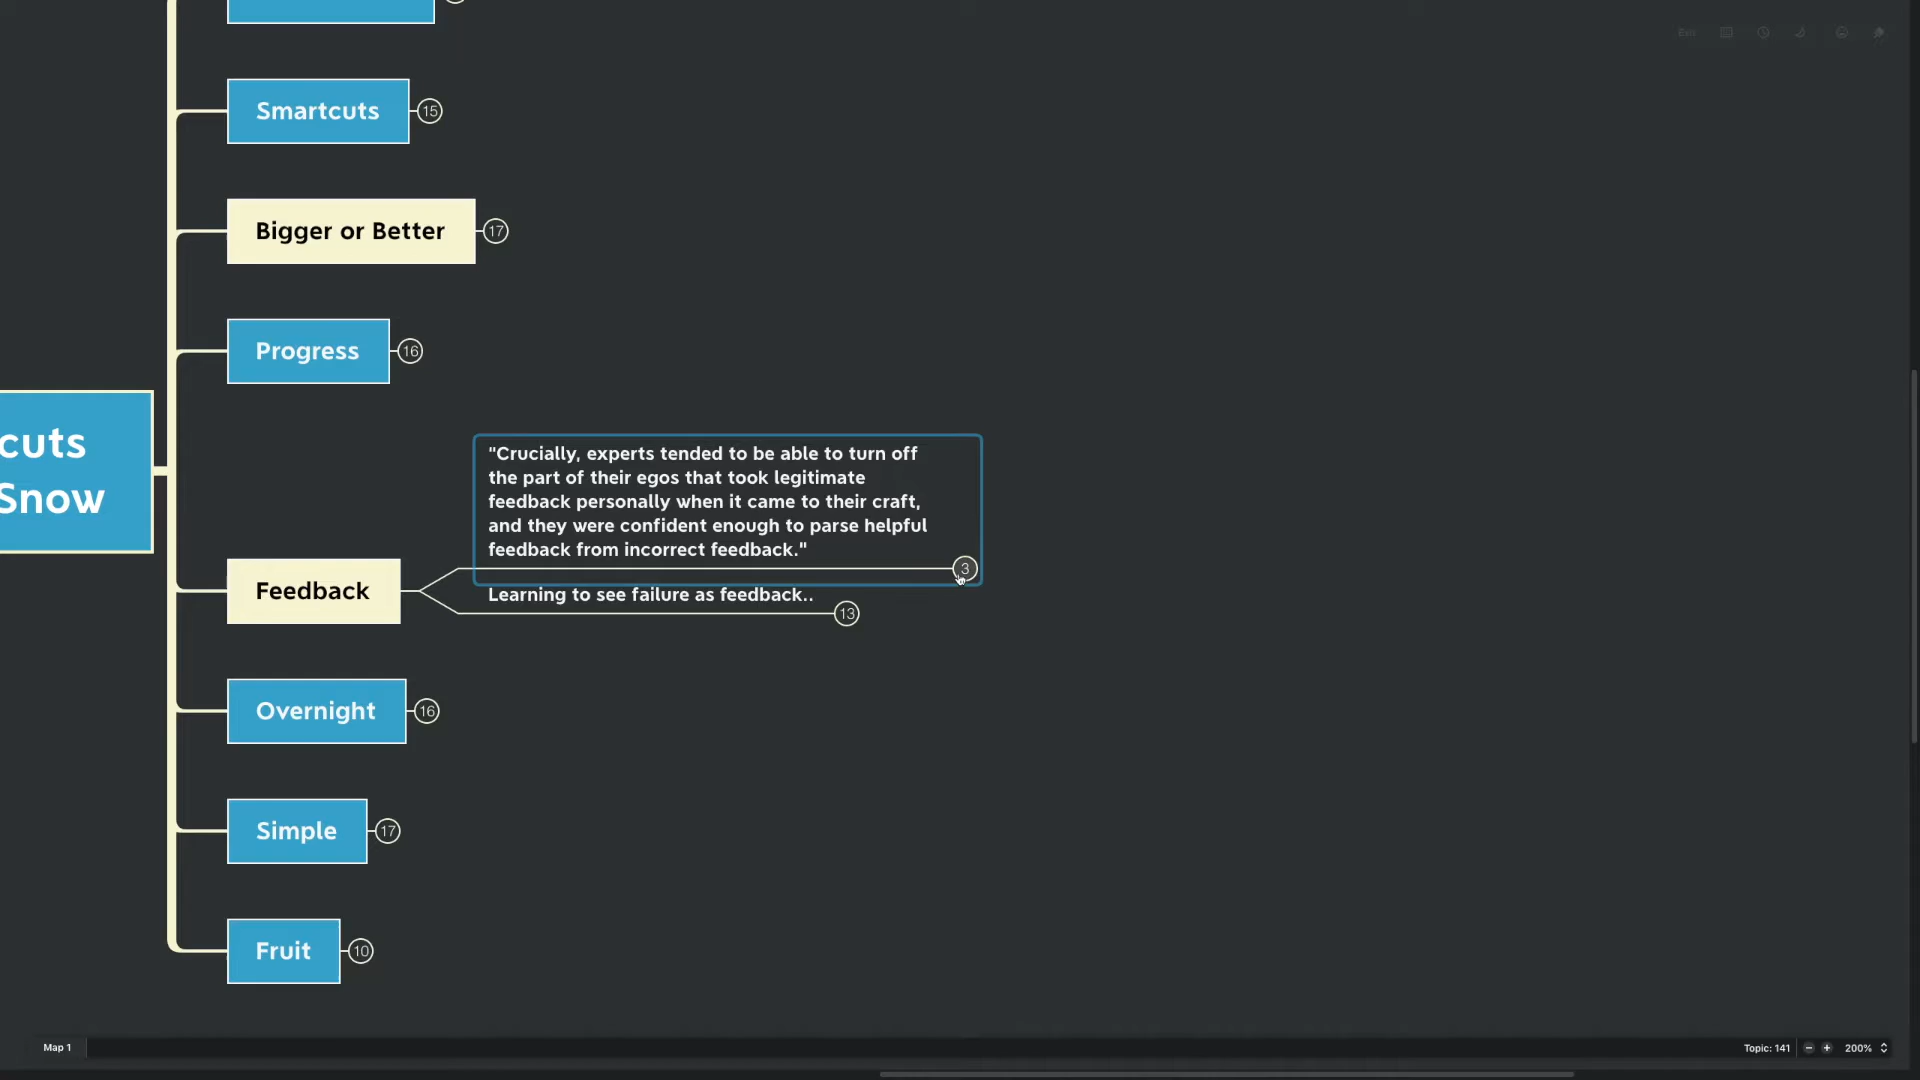 Exit
Smartcuts
15
Bigger or Better
17
Progress
16
cuts
Snow
"Crucially, experts tended to be able to turn off
the part of their egos that took legitimate
feedback personally when it came to their craft,
and they were confident enough to parse helpful
feedback from incorrect feedback."
3
Feedback
Learning to see failure as feedback..
13
Overnight
16
Simple
17
Fruit
10
Map 1
Topic: 141
200%